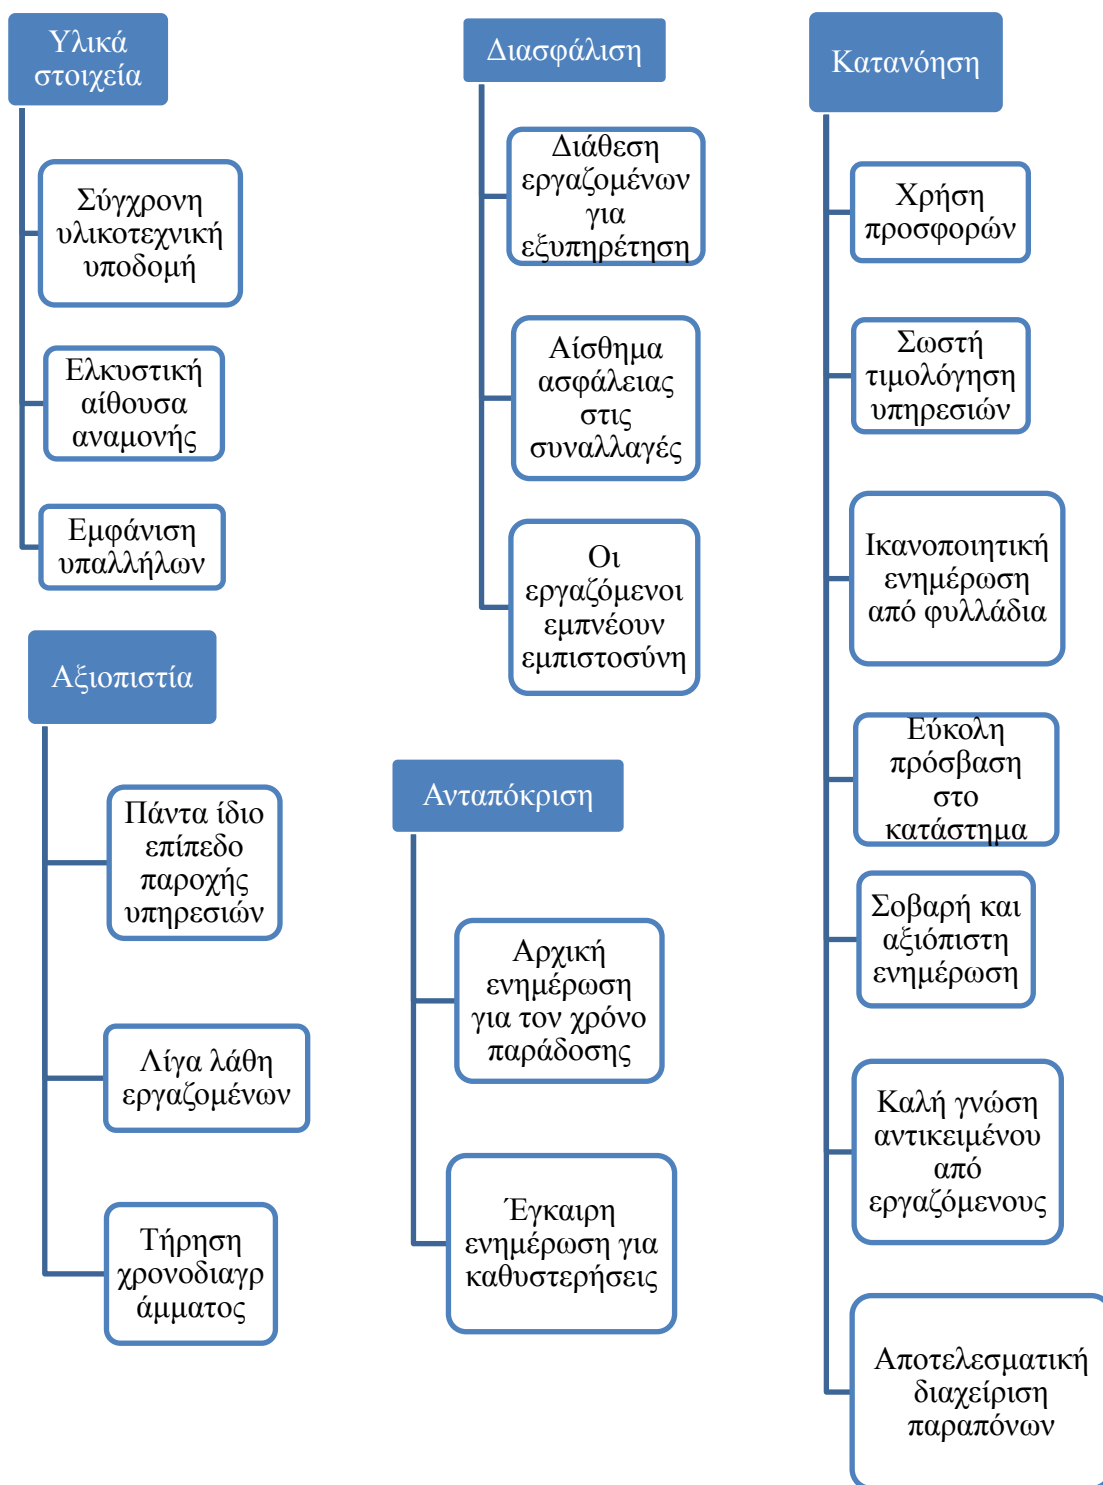 Υλικά
στοιχεία
Σύγχρονη
υλικοτεχνική
υποδομή
Ελκυστική
αίθουσα
αναμονής
Εμφάνιση
υπαλλήλων
Αξιοπιστία
Πάντα ίδιο
επίπεδο
παροχής
υπηρεσιών
Λίγα λάθη
εργαζομένων
Τήρηση
χρονοδιαγρ
άμματος
Διασφάλιση
Διάθεση
εργαζομένων
για
εξυπηρέτηση
Αίσθημα
ασφάλειας
στις
συναλλαγές
Οι
εργαζόμενοι
εμπνέουν
εμπιστοσύνη
Ανταπόκριση
Αρχική
ενημέρωση
για τον χρόνο
παράδοσης
Έγκαιρη
ενημέρωση για
καθυστερήσεις
Κατανόηση
Χρήση
προσφορών
Σωστή
τιμολόγηση
υπηρεσιών
Ικανοποιητική
ενημέρωση
από φυλλάδια
Εύκολη
πρόσβαση
στο
κατάστημα
Σοβαρή και
αξιόπιστη
ενημέρωση
Καλή γνώση
αντικειμένου
από
εργαζόμενους
Αποτελεσματική
διαχείριση
παραπόνων